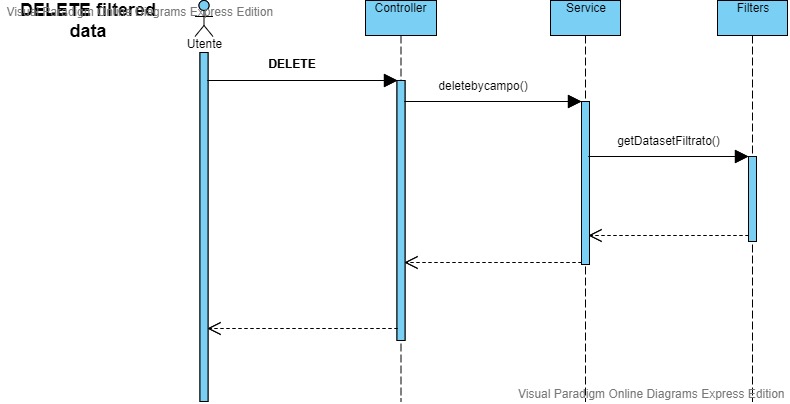 DELETE filtered
data
Visual Paradigm Online Diagrams Express Edition
Utente
Controller
Service
Filters
DELETE
deletebycampo()
getDatasetFiltrato()
Visual Paradigm Online Diagrams Express Edition